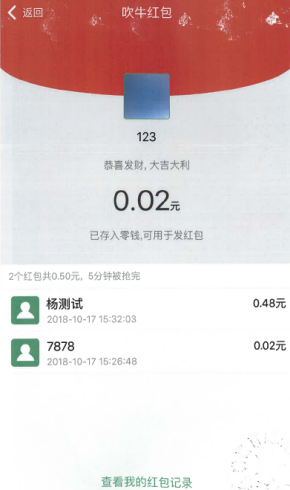 返回
吹牛红包
123
恭喜发财, 大吉大利
0.02元
已存入零钱,可用于发红包
2个红包共0.50元, 5分钟被抢完
杨测试
0.48元
2018-10-17 15:32:03
7878
0.02元
2018-10-17 15:26:48
查看我的红包记录